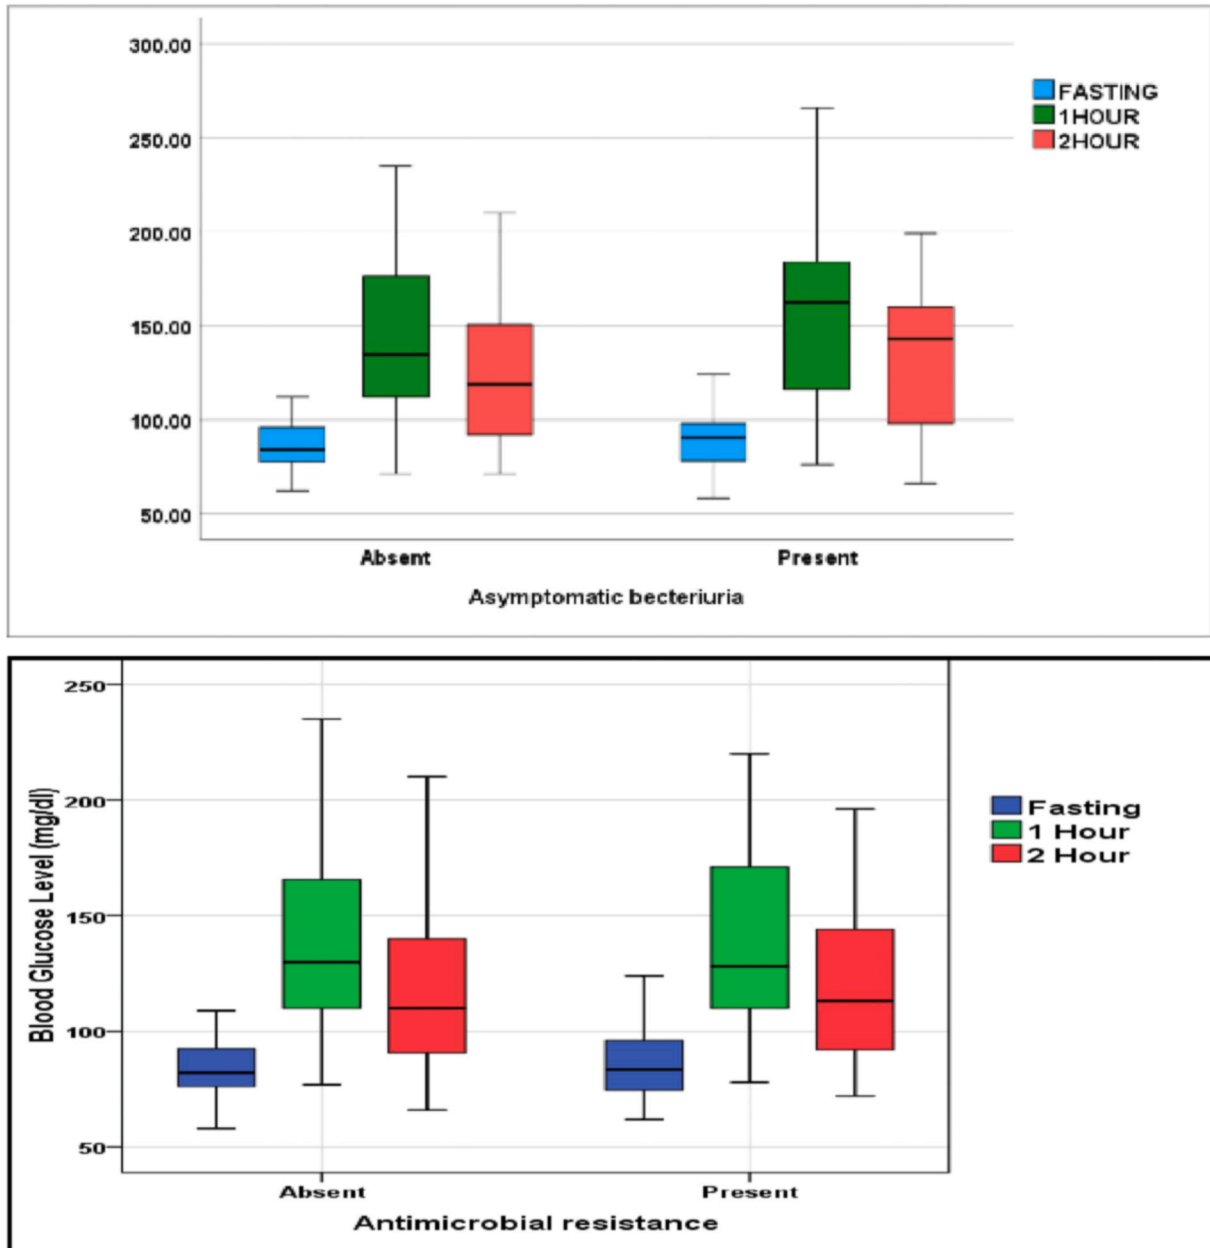 300.00
250.00
200.00
150.00
100.00
50.00
FASTING
1HOUR
2HOUR
Absent Present
Asymptomatic becteriuria
Blood Glucose Level (mg/dl)
250
200
150
100
50
Fasting
1 Hour
2 Hour
Absent Present
Antimicrobial resistance